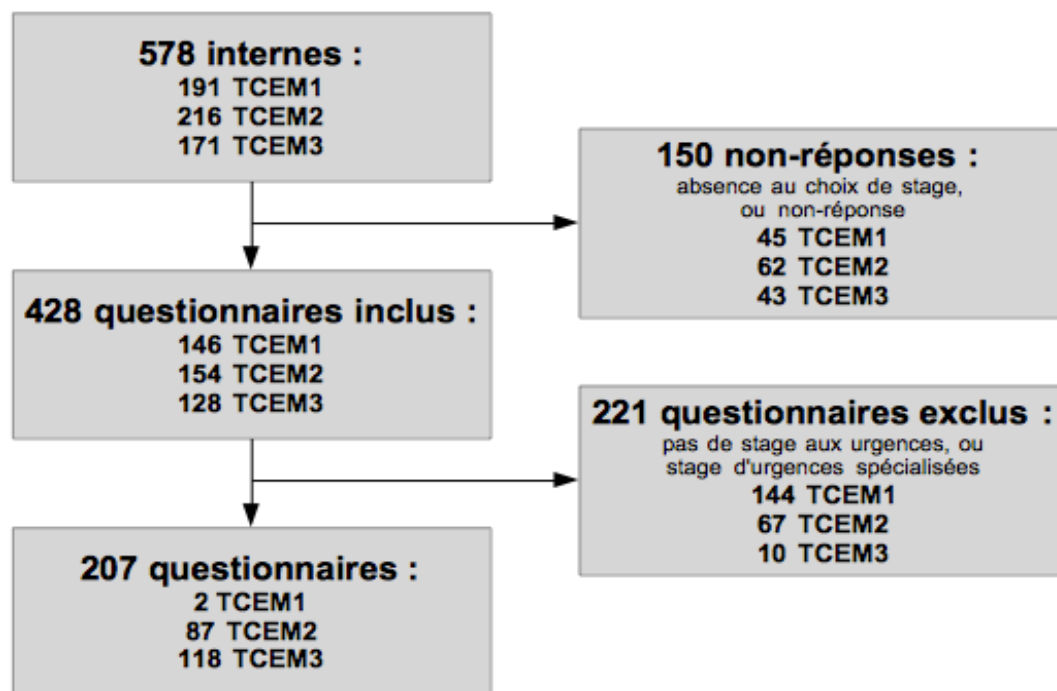 578 internes :
191 TCEM1
216 TCEM2
171 TCEM3
150 non-réponses :
absence au choix de stage,
ou non-réponse
45 TCEM1
62 TCEM2
43 TCEM3
428 questionnaires inclus :
146 TCEM1
154 TCEM2
128 TCEM3
221 questionnaires exclus :
pas de stage aux urgences, ou
stage d'urgences spécialisées
144 TCEM1
67 TCEM2
10 TCEM3
207 questionnaires :
2 TCEM1
87 TCEM2
118 TCEM3